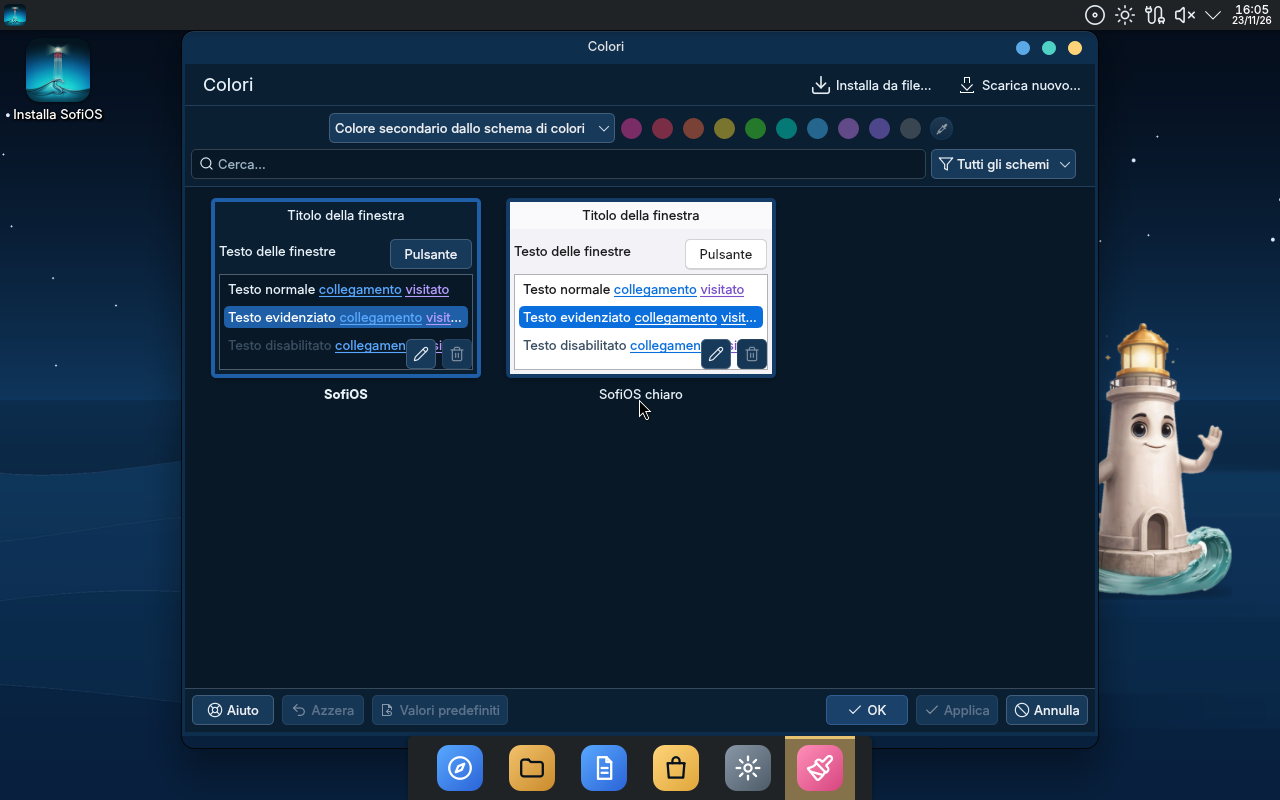 16:05
23/11/26
Colori
Installa SofiOS
Colori
Installa da file...
Scarica nuovo...
Colore secondario dallo schema di colori
Cerca...
Tutti gli schemi
Titolo della finestra
Testo delle finestre
Pulsante
Testo normale collegamento visitato
Testo evidenziato collegamento visit...
Testo disabilitato collegamen
SofiOS
Titolo della finestra
Testo delle finestre
Pulsante
Testo normale collegamento visitato
Testo evidenziato collegamento visit...
Testo disabilitato collegamen
SofiOS chiaro
Aiuto
Azzera
Valori predefiniti
OK
Applica
Annulla